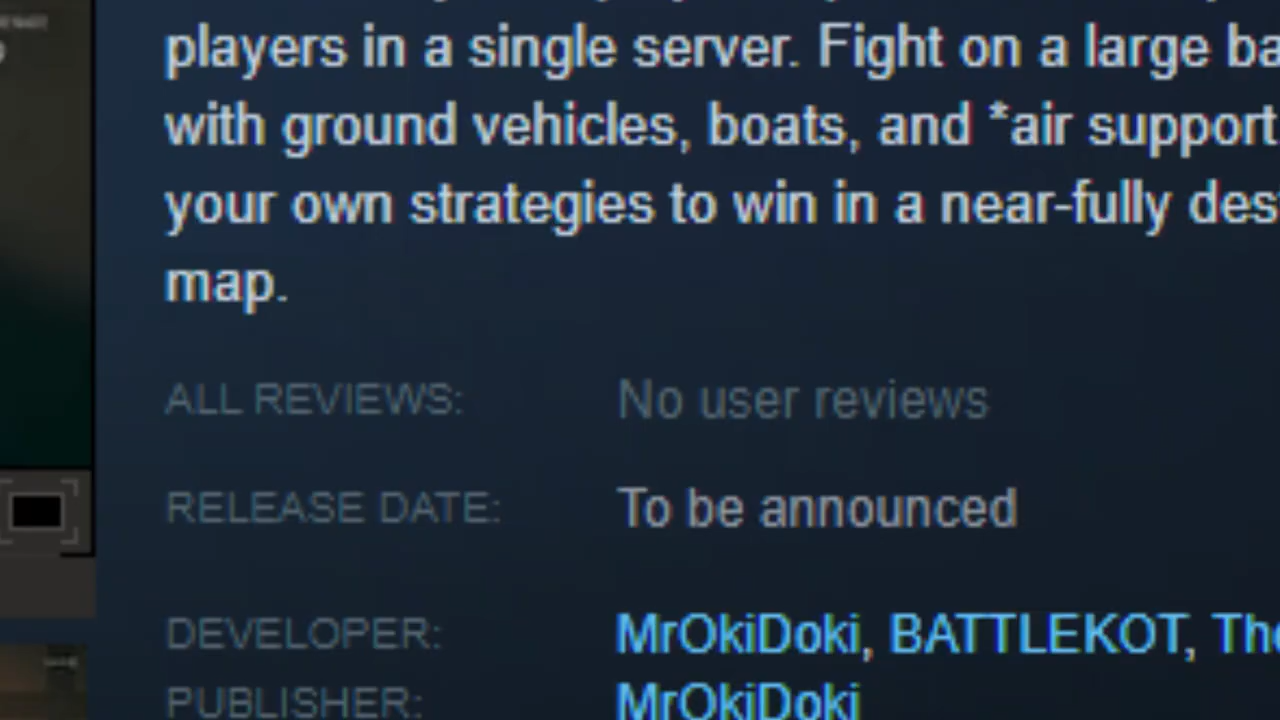 players in a single server. Fight on a large ba
with ground vehicles, boats, and *air support
your own strategies to win in a near-fully des
map.
ALL REVIEWS: No user reviews
RELEASE DATE: To be announced
DEVELOPER: MrOkiDoki, BATTLEKOT, The
PUBLISHER: MrOkiDoki